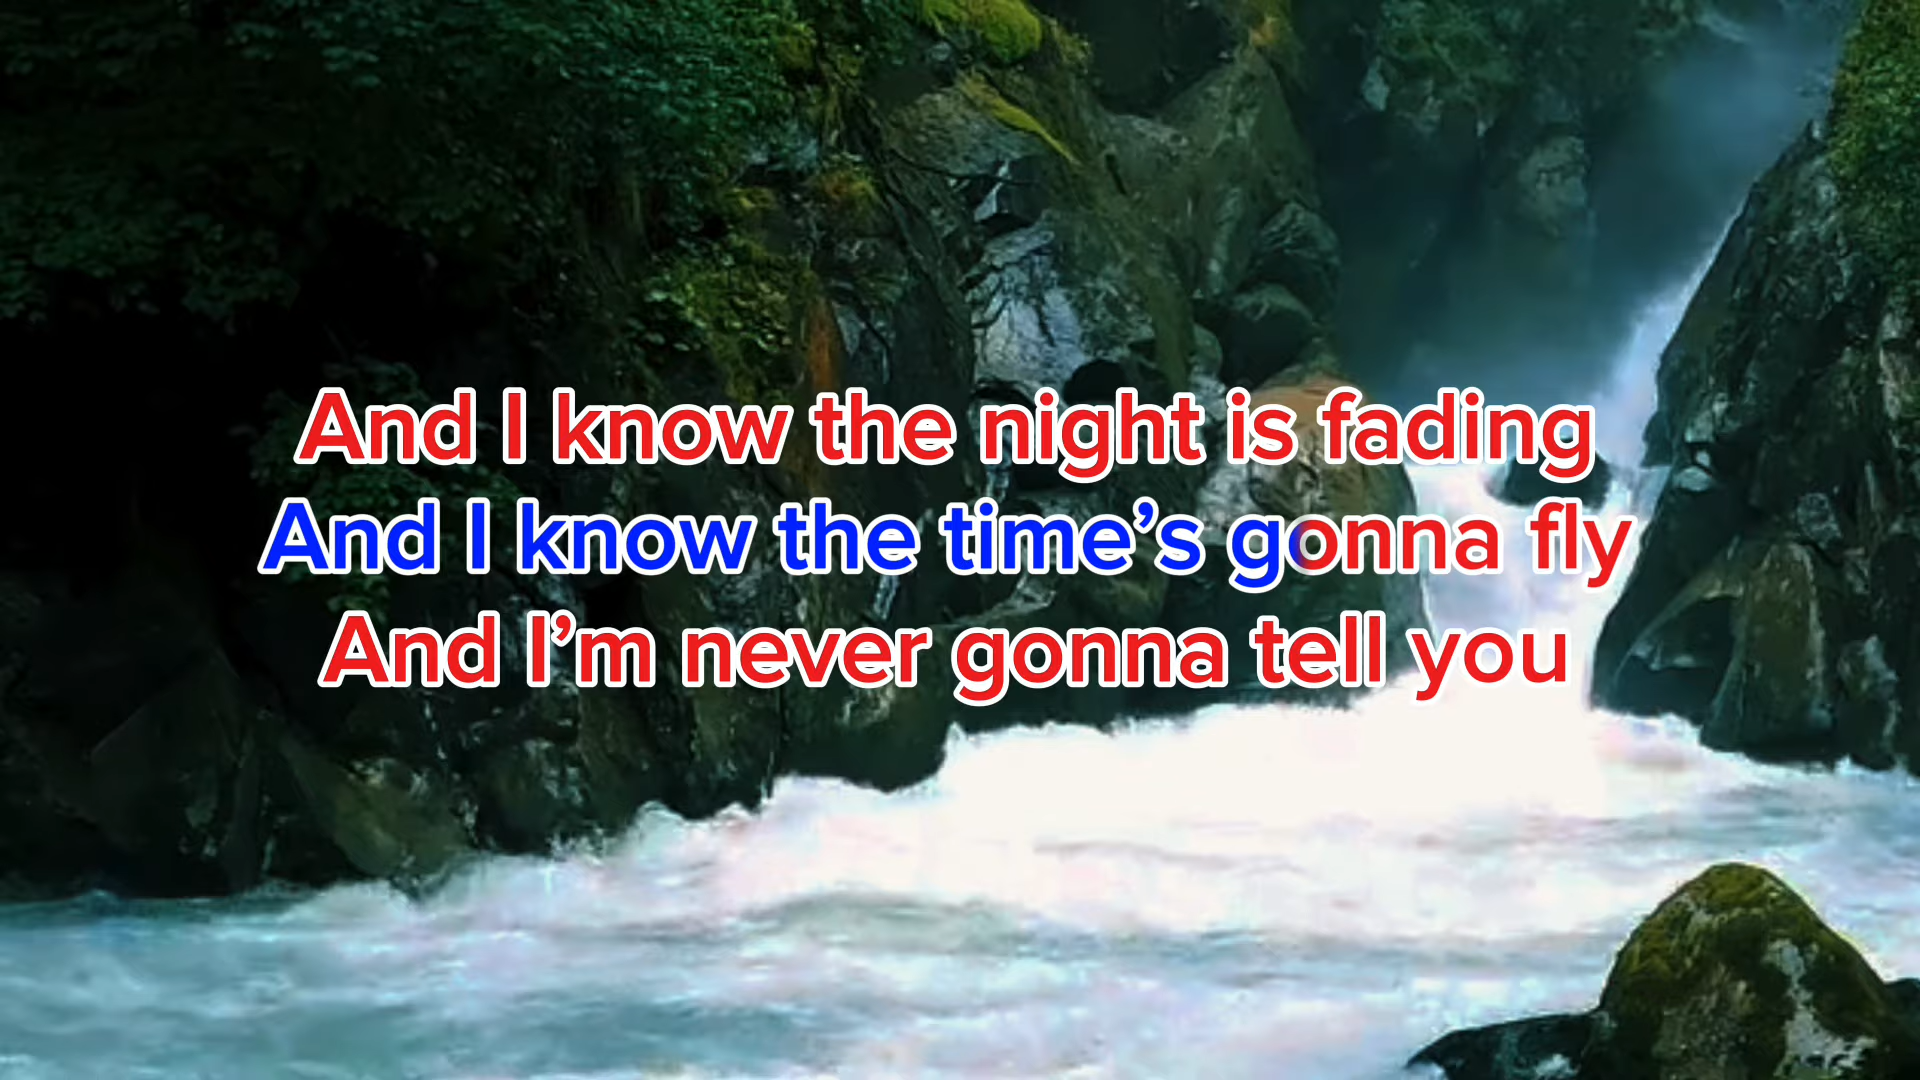 And I know the night is fading
And I know the time’s gonna fly
And I’m never gonna tell you